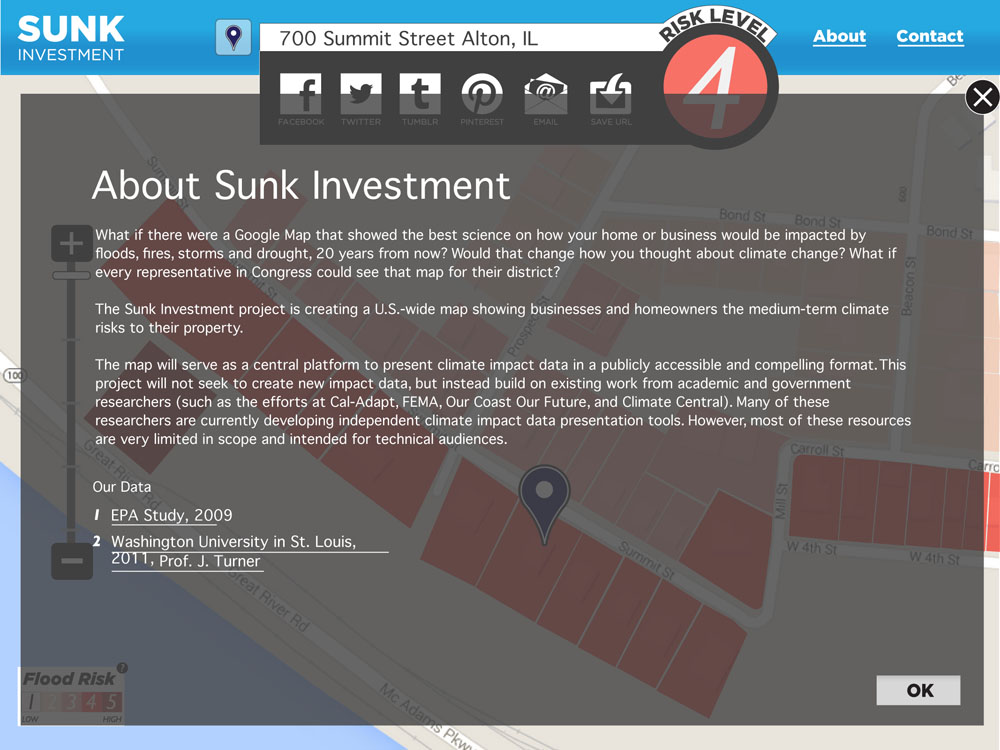 SUNK
INVESTMENT
700 Summit Street Alton, IL
RISK LEVEL
4
About
Contact
FACEBOOK
TWITTER
TUMBLR
PINTEREST
EMAIL
SAVE URL
About Sunk Investment
What if there were a Google Map that showed the best science on how your home or business would be impacted by
floods, fires, storms and drought, 20 years from now? Would that change how you thought about climate change? What if
every representative in Congress could see that map for their district?
The Sunk Investment project is creating a U.S.-wide map showing businesses and homeowners the medium-term climate
risks to their property.
The map will serve as a central platform to present climate impact data in a publicly accessible and compelling format. This
project will not seek to create new impact data, but instead build on existing work from academic and government
researchers (such as the efforts at Cal-Adapt, FEMA, Our Coast Our Future, and Climate Central). Many of these
researchers are currently developing independent climate impact data presentation tools. However, most of these resources
are very limited in scope and intended for technical audiences.
Our Data
1 EPA Study, 2009
2 Washington University in St. Louis,
2011, Prof. J. Turner
OK
Flood Risk ?
1 2 3 4 5
LOW HIGH
Bond St
Bond St
Bond St
Beacon St
600
100
Carroll St
Mill St
W 4th St
W 4th St
Summit St
Great River Rd
Great River Rd
Mc Adams Pkwy